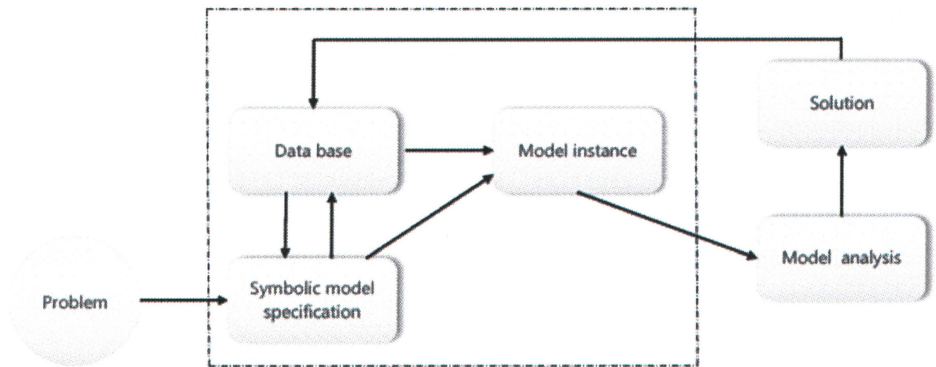 Solution
Data base
Model instance
Model analysis
Symbolic model
specification
Problem